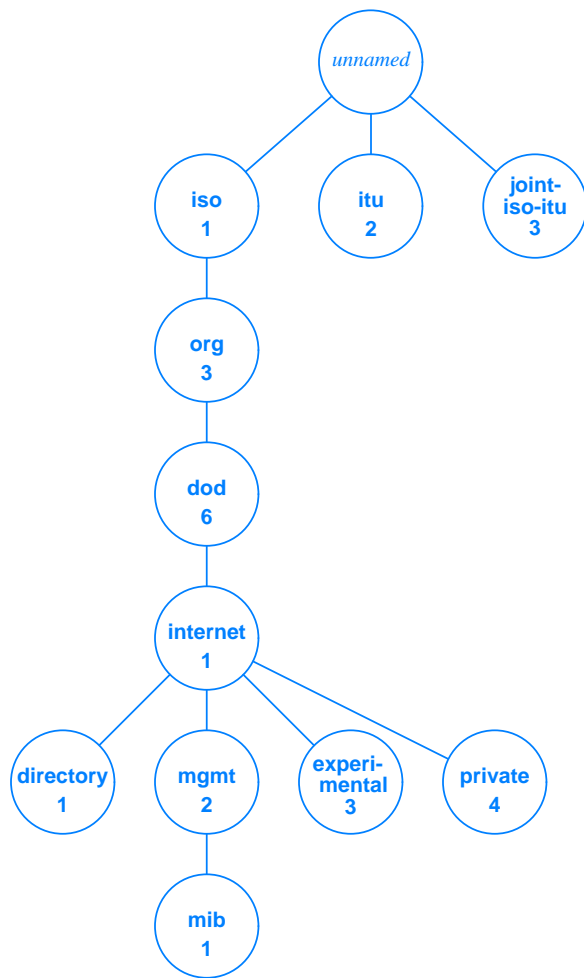 unnamed
iso
1
itu
2
joint-
iso-itu
3
org
3
dod
6
internet
1
directory
1
mgmt
2
experi-
mental
3
private
4
mib
1